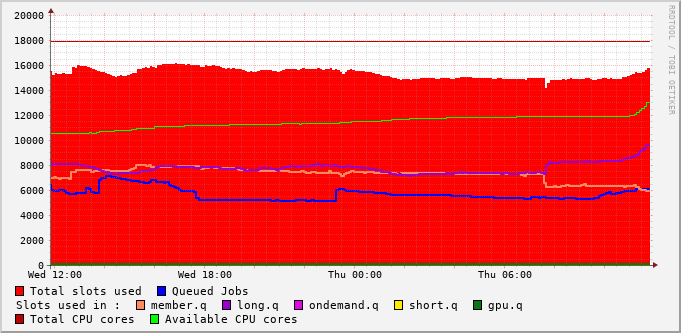 20000
18000
16000
14000
12000
10000
8000
6000
4000
2000
0
Wed 12:00 Wed 18:00 Thu 00:00 Thu 06:00
Total slots used Queued Jobs
Slots used in : member.q long.q ondemand.q short.q gpu.q
Total CPU cores Available CPU cores
RRDTOOL / TOBI OETIKER